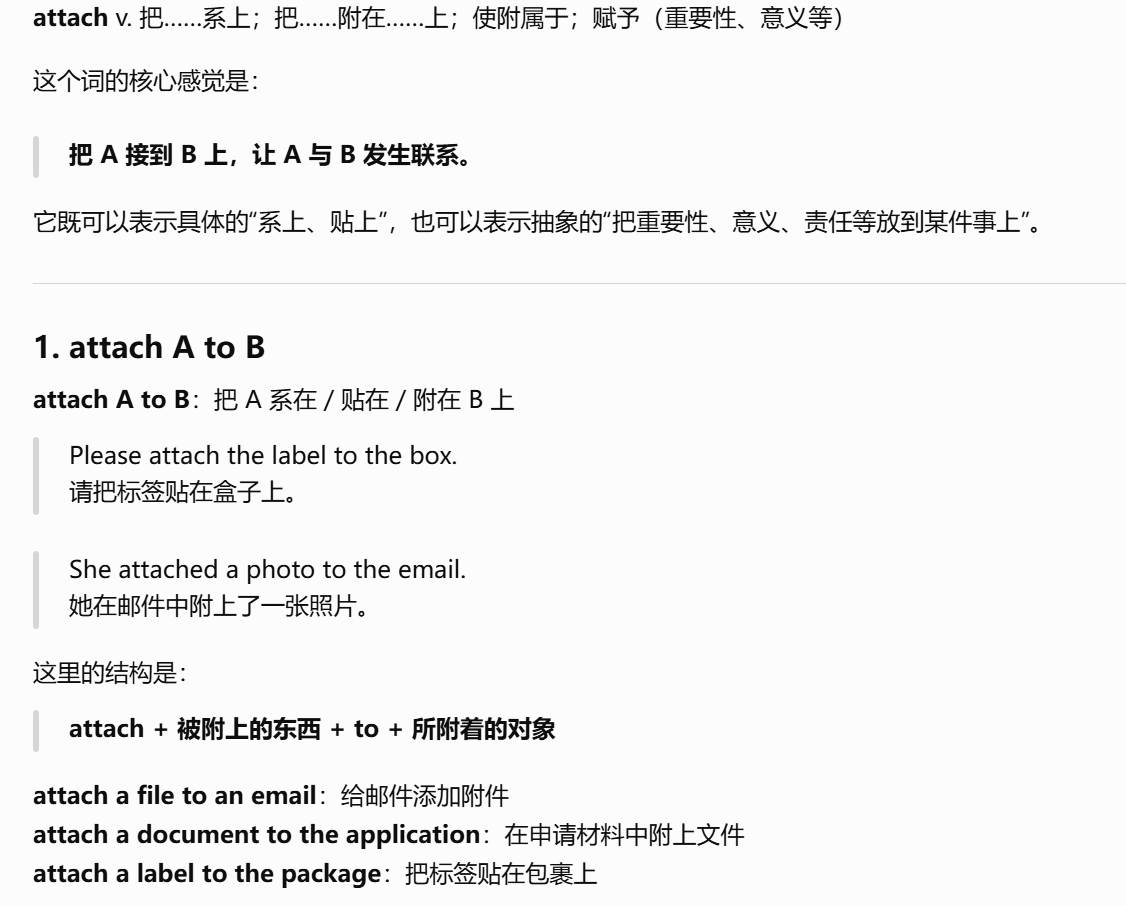 attach v. 把……系上；把……附在……上；使附属于；赋予（重要性、意义等）
这个词的核心感觉是：
把 A 接到 B 上，让 A 与 B 发生联系。
它既可以表示具体的“系上、贴上”，也可以表示抽象的“把重要性、意义、责任等放到某件事上”。
1. attach A to B
attach A to B：把 A 系在 / 贴在 / 附在 B 上
Please attach the label to the box.
请把标签贴在盒子上。
She attached a photo to the email.
她在邮件中附上了一张照片。
这里的结构是：
attach + 被附上的东西 + to + 所附着的对象
attach a file to an email：给邮件添加附件
attach a document to the application：在申请材料中附上文件
attach a label to the package：把标签贴在包裹上